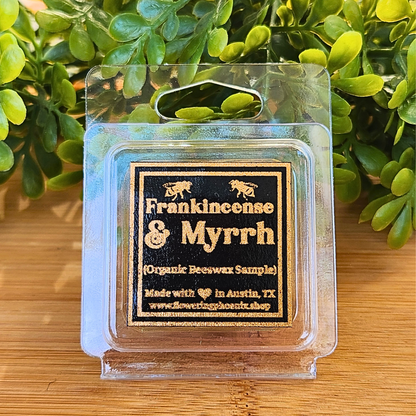 Frankincense
& Myrrh
(Organic Beeswax Sample)
Made with ❤ in Austin, TX
www.floweringphoenix.shop